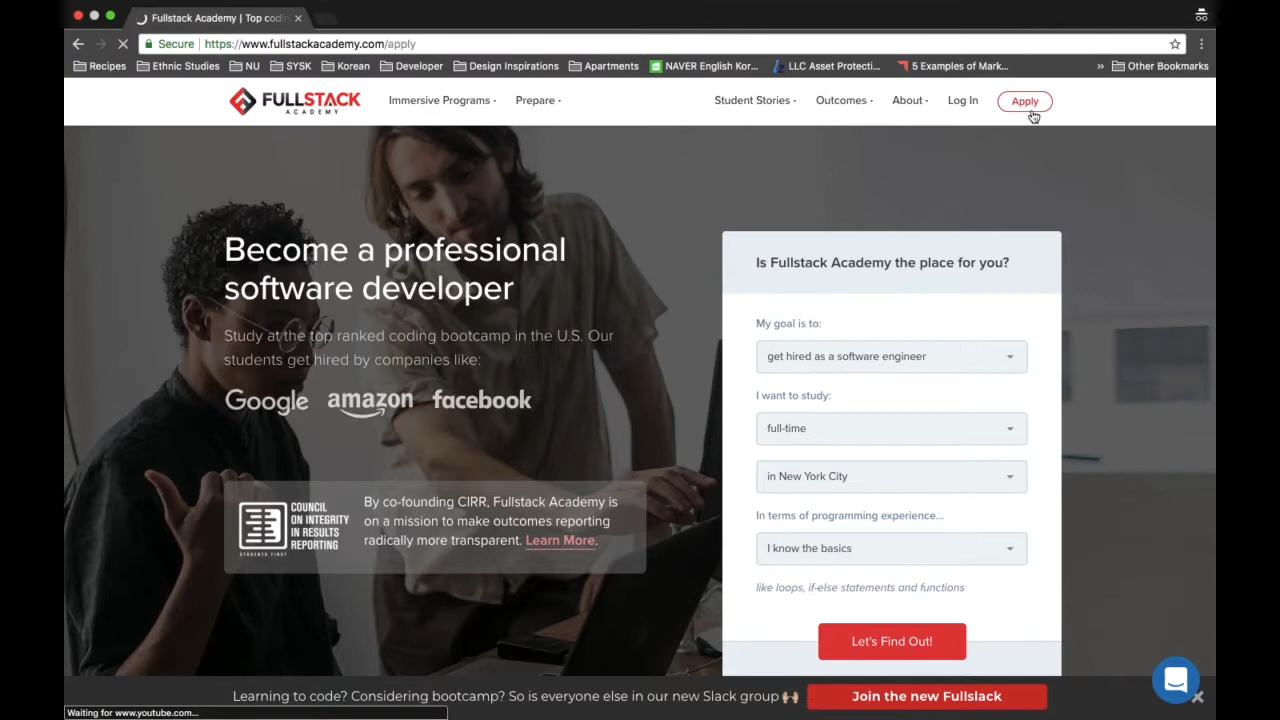 Fullstack Academy | Top codin
Secure
https://www.fullstackacademy.com/apply
Recipes
Ethnic Studies
NU
SYSK
Korean
Developer
Design Inspirations
Apartments
NAVER English Kor...
LLC Asset Protecti...
5 Examples of Mark...
»
Other Bookmarks
FULLSTACK
ACADEMY
Immersive Programs
Prepare
Student Stories
Outcomes
About
Log In
Apply
Become a professional
software developer
Study at the top ranked coding bootcamp in the U.S. Our
students get hired by companies like:
Google amazon facebook
COUNCIL
ON INTEGRITY
IN RESULTS
REPORTING
STUDENTS FIRST
By co-founding CIRR, Fullstack Academy is
on a mission to make outcomes reporting
radically more transparent. Learn More.
Is Fullstack Academy the place for you?
My goal is to:
get hired as a software engineer
I want to study:
full-time
in New York City
In terms of programming experience...
I know the basics
like loops, if-else statements and functions
Let's Find Out!
Learning to code? Considering bootcamp? So is everyone else in our new Slack group 🙌🏼
Join the new Fullslack
Waiting for www.youtube.com...